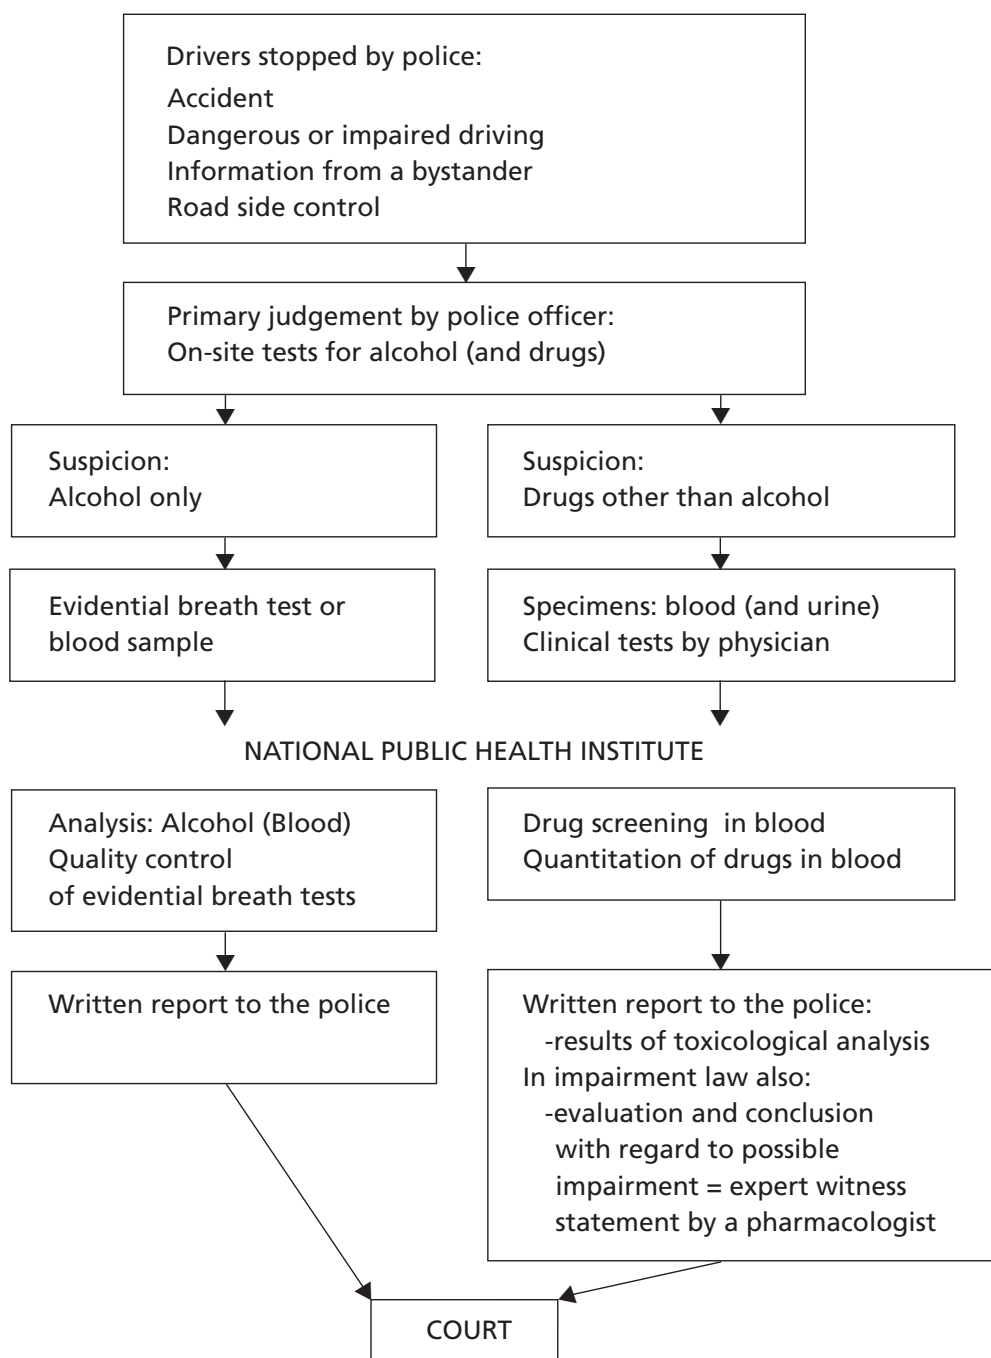 Drivers stopped by police:
Accident
Dangerous or impaired driving
Information from a bystander
Road side control
Primary judgement by police officer:
On-site tests for alcohol (and drugs)
Suspicion:
Alcohol only
Suspicion:
Drugs other than alcohol
Evidential breath test or
blood sample
Specimens: blood (and urine)
Clinical tests by physician
NATIONAL PUBLIC HEALTH INSTITUTE
Analysis: Alcohol (Blood)
Quality control
of evidential breath tests
Drug screening in blood
Quantitation of drugs in blood
Written report to the police
Written report to the police:
-results of toxicological analysis
In impairment law also:
-evaluation and conclusion
with regard to possible
impairment = expert witness
statement by a pharmacologist
COURT